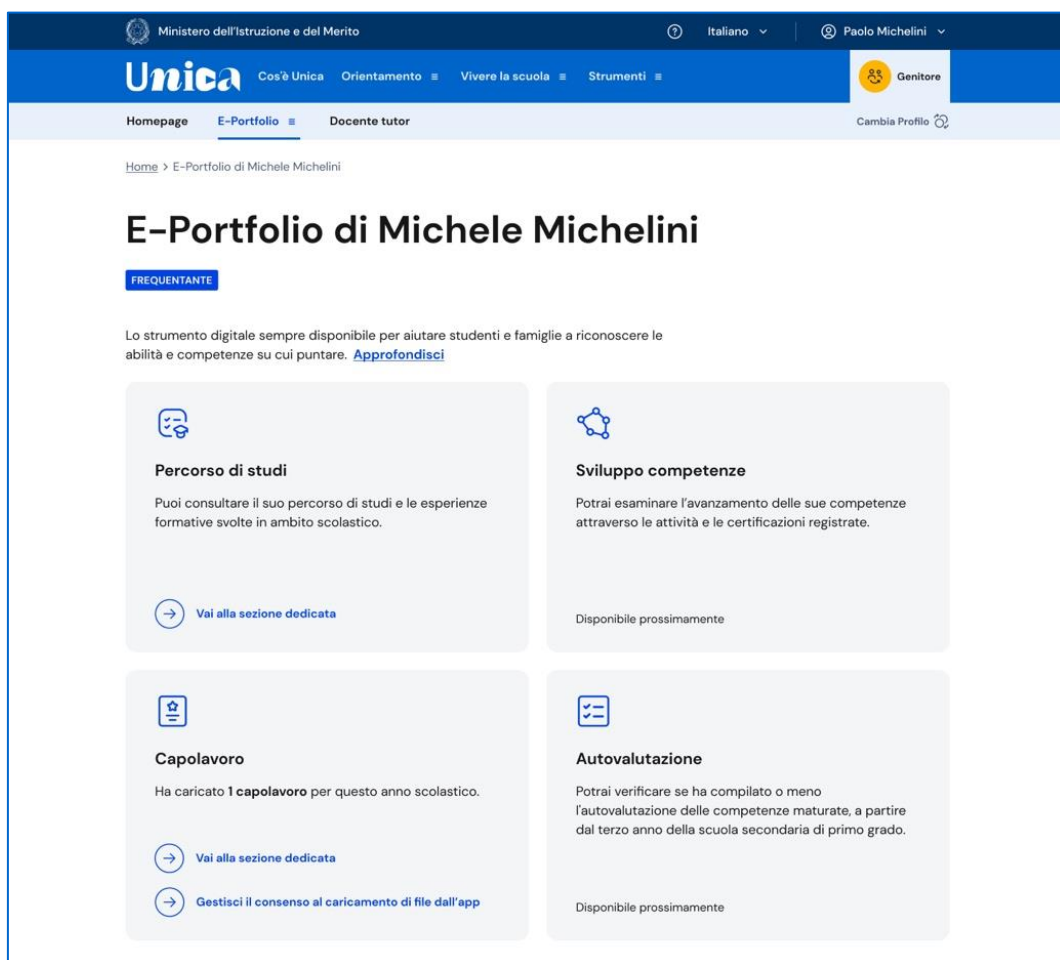 Ministero dell'Istruzione e del Merito
Italiano
Paolo Michelini
Unica
Cos'è Unica
Orientamento
Vivere la scuola
Strumenti
Genitore
Homepage
E-Portfolio
Docente tutor
Cambia Profilo
Home > E-Portfolio di Michele Michelini
E-Portfolio di Michele Michelini
FREQUENTANTE
Lo strumento digitale sempre disponibile per aiutare studenti e famiglie a riconoscere le
abilità e competenze su cui puntare. Approfondisci
Percorso di studi
Puoi consultare il suo percorso di studi e le esperienze
formative svolte in ambito scolastico.
Vai alla sezione dedicata
Sviluppo competenze
Potrai esaminare l'avanzamento delle sue competenze
attraverso le attività e le certificazioni registrate.
Disponibile prossimamente
Capolavoro
Ha caricato 1 capolavoro per questo anno scolastico.
Vai alla sezione dedicata
Gestisci il consenso al caricamento di file dall'app
Autovalutazione
Potrai verificare se ha compilato o meno
l'autovalutazione delle competenze maturate, a partire
dal terzo anno della scuola secondaria di primo grado.
Disponibile prossimamente